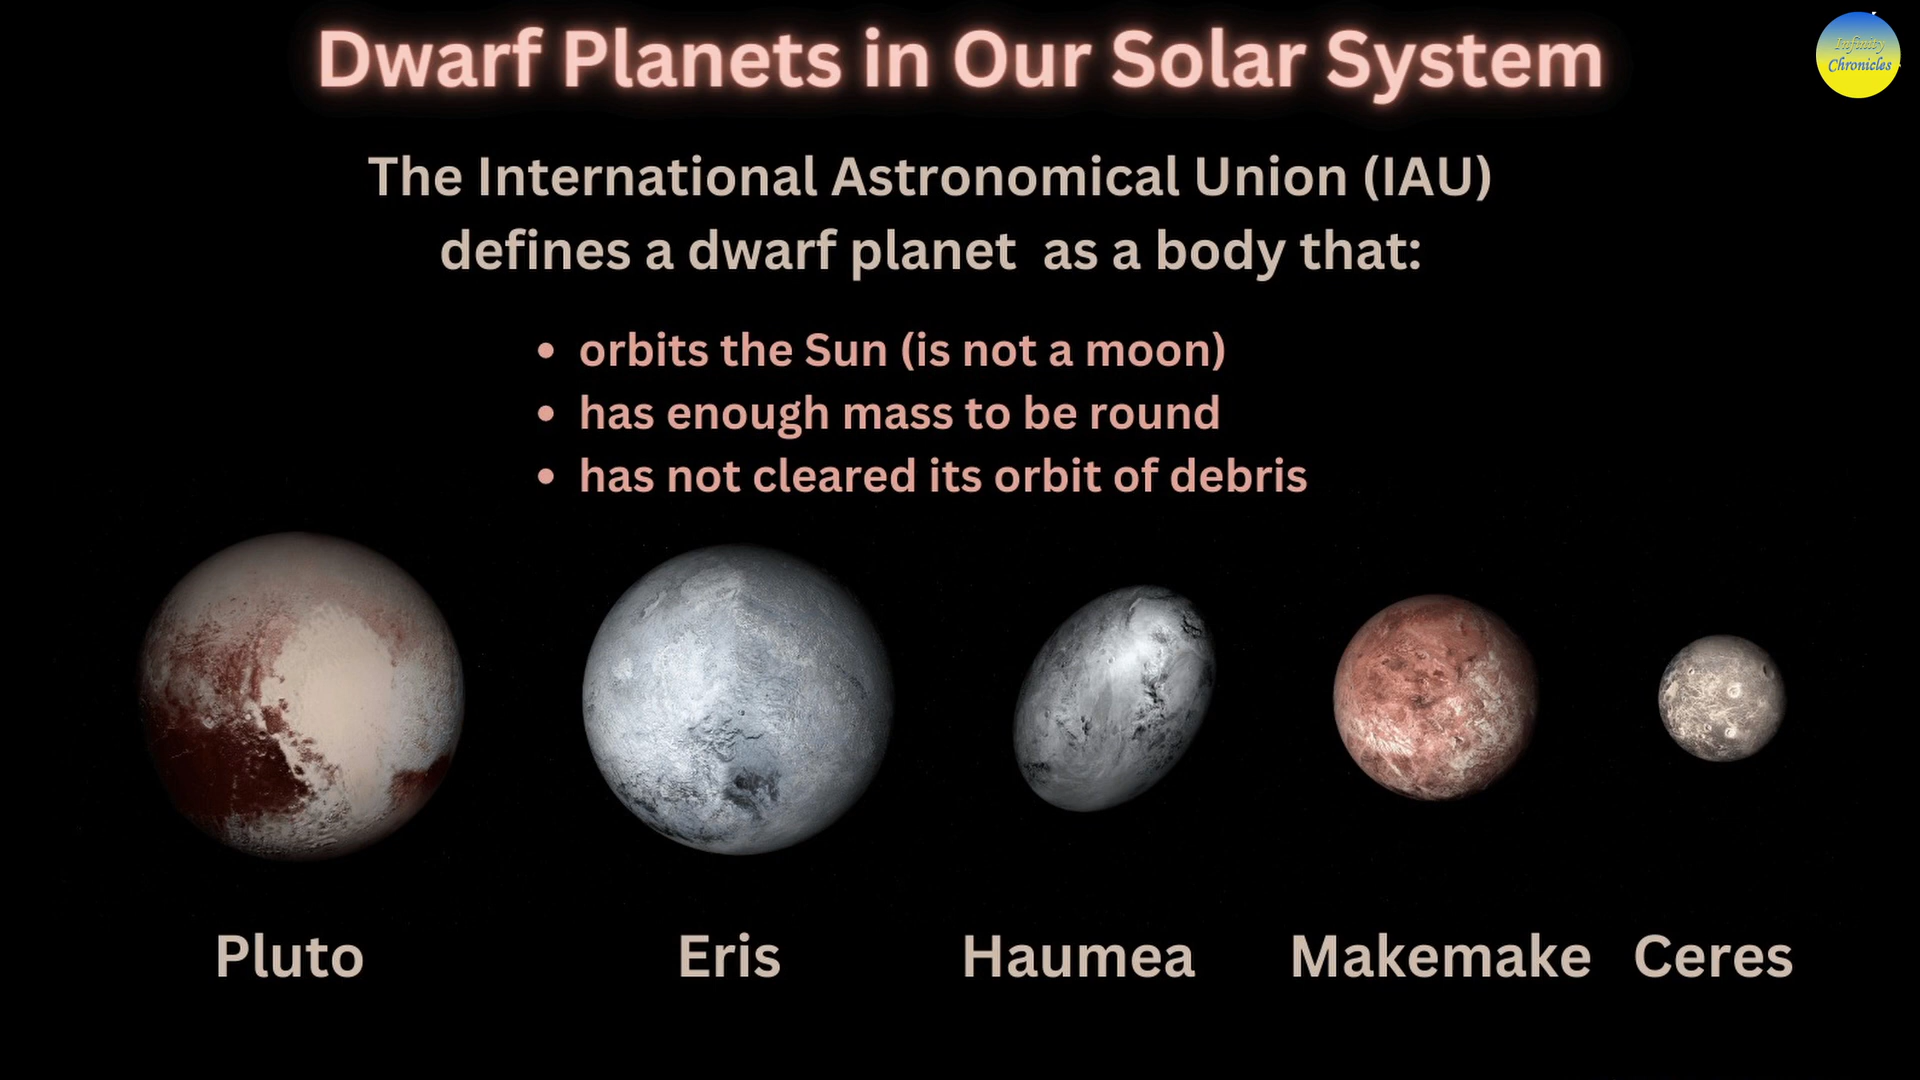 Dwarf Planets in Our Solar System
Infinity
Chronicles
The International Astronomical Union (IAU)
defines a dwarf planet  as a body that:
• orbits the Sun (is not a moon)
• has enough mass to be round
• has not cleared its orbit of debris
Pluto Eris Haumea Makemake Ceres